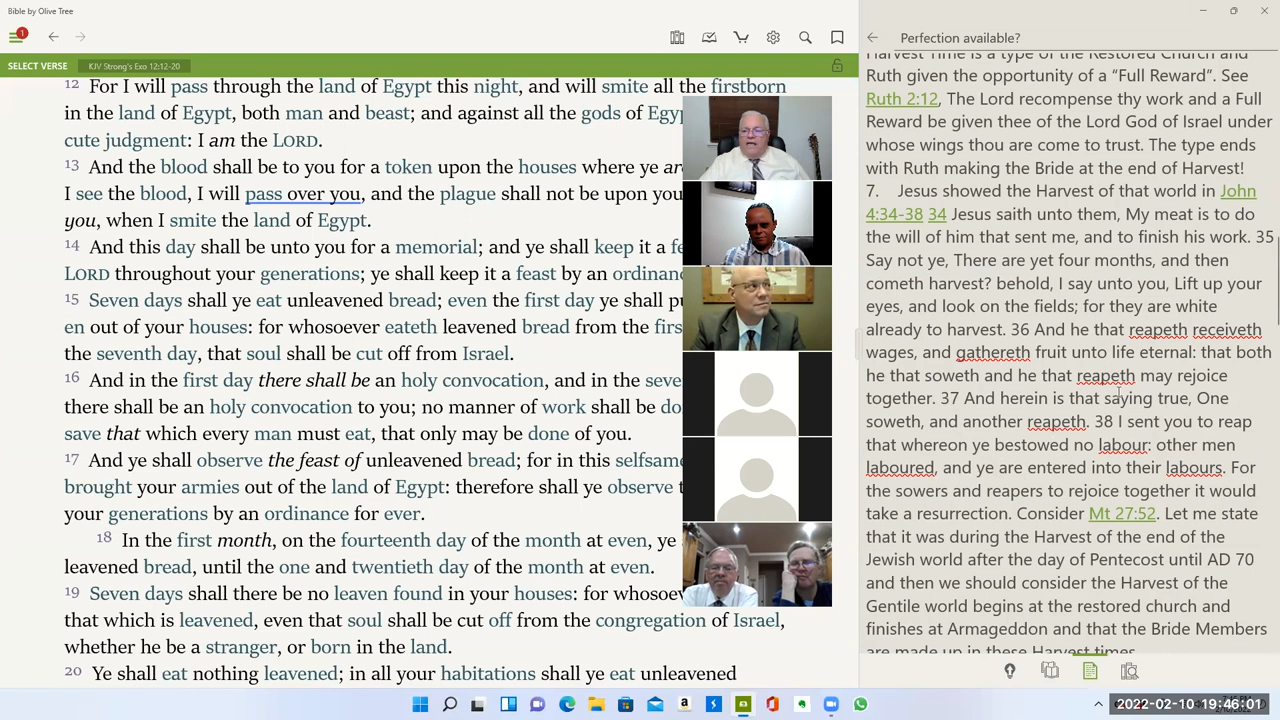 Bible by Olive Tree
1
SELECT VERSE
KJV Strong's Exo 12:12-20
12 For I will pass through the land of Egypt this night, and will smite all the firstborn
in the land of Egypt, both man and beast; and against all the gods of Egyp
cute judgment: I am the LORD.
13 And the blood shall be to you for a token upon the houses where ye are
I see the blood, I will pass over you, and the plague shall not be upon you
you, when I smite the land of Egypt.
14 And this day shall be unto you for a memorial; and ye shall keep it a fe
LORD throughout your generations; ye shall keep it a feast by an ordinanc
15 Seven days shall ye eat unleavened bread; even the first day ye shall pu
en out of your houses: for whosoever eateth leavened bread from the firs
the seventh day, that soul shall be cut off from Israel.
16 And in the first day there shall be an holy convocation, and in the seve
there shall be an holy convocation to you; no manner of work shall be do
save that which every man must eat, that only may be done of you.
17 And ye shall observe the feast of unleavened bread; for in this selfsame
brought your armies out of the land of Egypt: therefore shall ye observe t
your generations by an ordinance for ever.
18 In the first month, on the fourteenth day of the month at even, ye
leavened bread, until the one and twentieth day of the month at even.
19 Seven days shall there be no leaven found in your houses: for whosoev
that which is leavened, even that soul shall be cut off from the congregation of Israel,
whether he be a stranger, or born in the land.
20 Ye shall eat nothing leavened; in all your habitations shall ye eat unleavened
Perfection available?
Harvest Time is a type of the Restored Church and
Ruth given the opportunity of a “Full Reward”. See
Ruth 2:12, The Lord recompense thy work and a Full
Reward be given thee of the Lord God of Israel under
whose wings thou are come to trust. The type ends
with Ruth making the Bride at the end of Harvest!
7. Jesus showed the Harvest of that world in John
4:34-38 34 Jesus saith unto them, My meat is to do
the will of him that sent me, and to finish his work. 35
Say not ye, There are yet four months, and then
cometh harvest? behold, I say unto you, Lift up your
eyes, and look on the fields; for they are white
already to harvest. 36 And he that reapeth receiveth
wages, and gathereth fruit unto life eternal: that both
he that soweth and he that reapeth may rejoice
together. 37 And herein is that saying true, One
soweth, and another reapeth. 38 I sent you to reap
that whereon ye bestowed no labour: other men
laboured, and ye are entered into their labours. For
the sowers and reapers to rejoice together it would
take a resurrection. Consider Mt 27:52. Let me state
that it was during the Harvest of the end of the
Jewish world after the day of Pentecost until AD 70
and then we should consider the Harvest of the
Gentile world begins at the restored church and
finishes at Armageddon and that the Bride Members
are made up in these Harvest times
2022-02-10 19:46:01